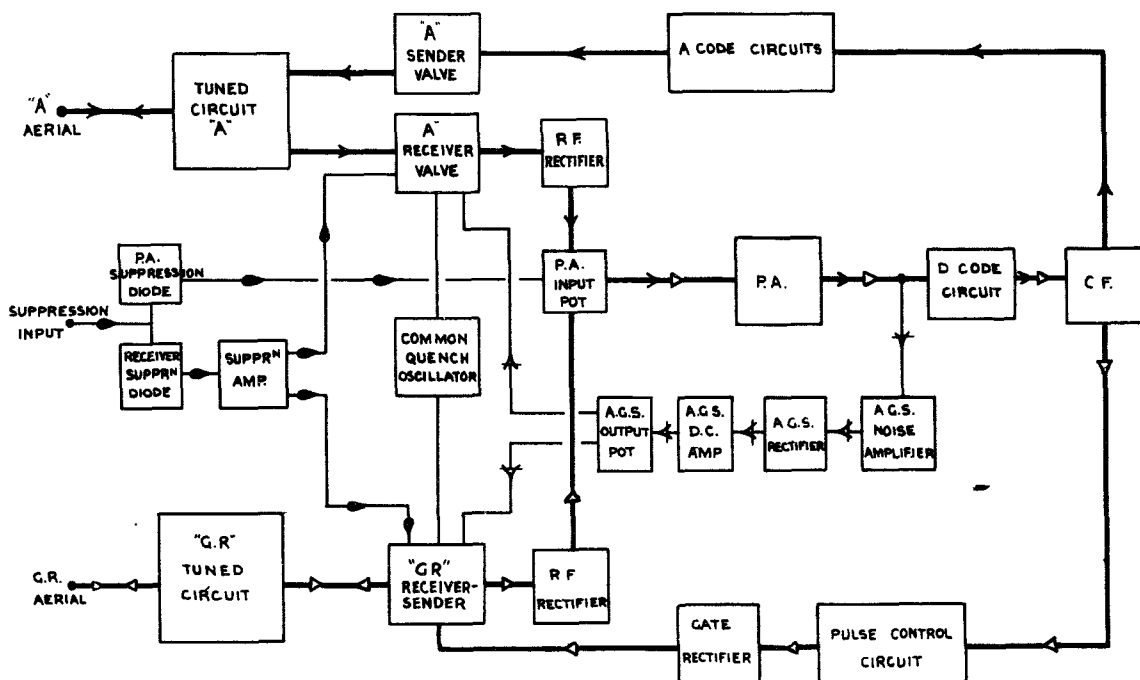 "A"
SENDER
VALVE
A CODE CIRCUITS
TUNED
CIRCUIT
"A"
"A"
AERIAL
A"
RECEIVER
VALVE
R F.
RECTIFIER
P.A.
SUPPRESSION
DIODE
P.A.
INPUT
POT
P.A.
D CODE
CIRCUIT
C F.
SUPPRESSION
INPUT
RECEIVER
SUPPRN
DIODE
SUPPRN
AMP.
COMMON
QUENCH
OSCILLATOR
A.G.S.
OUTPUT
POT
A.G.S.
D.C.
AMP
A G.S.
RECTIFIER
A G.S.
NOISE
AMPLIFIER
"G.R"
TUNED
CIRCUIT
G.R.
AERIAL
"GR"
RECEIVER-
SENDER
R F
RECTIFIER
GATE
RECTIFIER
PULSE CONTROL
CIRCUIT